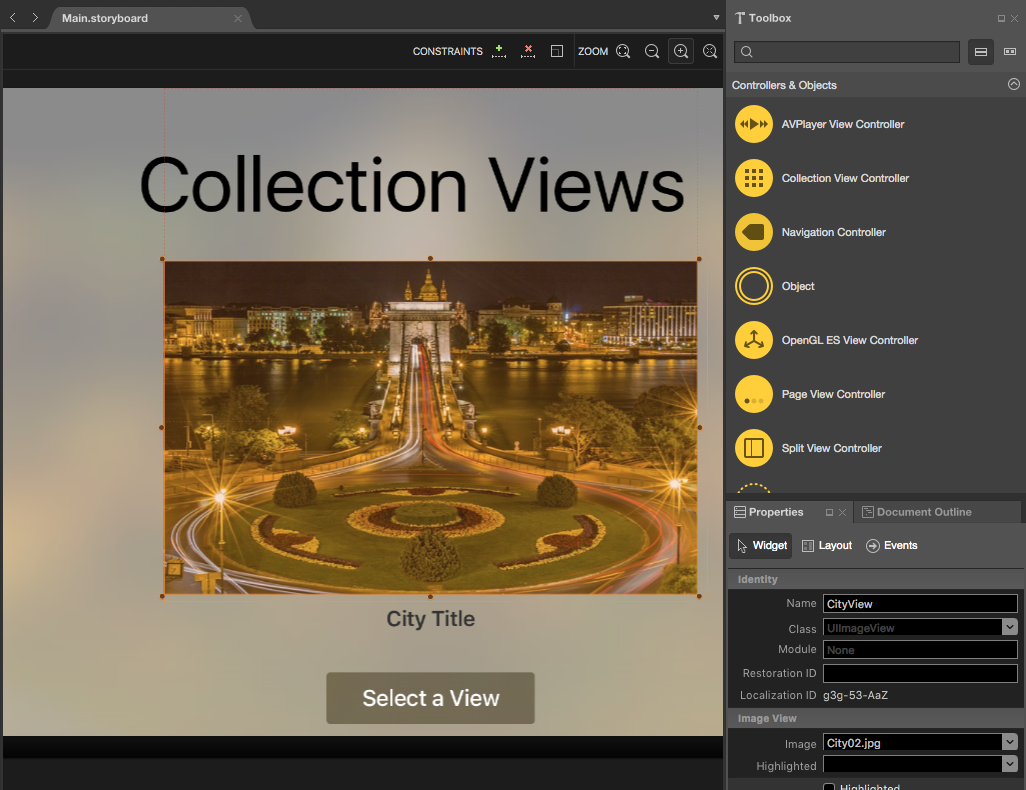 Main.storyboard
CONSTRAINTS
ZOOM
Collection Views
City Title
Select a View
Toolbox
Controllers & Objects
AVPlayer View Controller
Collection View Controller
Navigation Controller
Object
OpenGL ES View Controller
Page View Controller
Split View Controller
Properties
Document Outline
Widget
Layout
Events
Identity
Name CityView
Class UIImageView
Module None
Restoration ID
Localization ID g3g-53-AaZ
Image View
Image City02.jpg
Highlighted
Highlighted